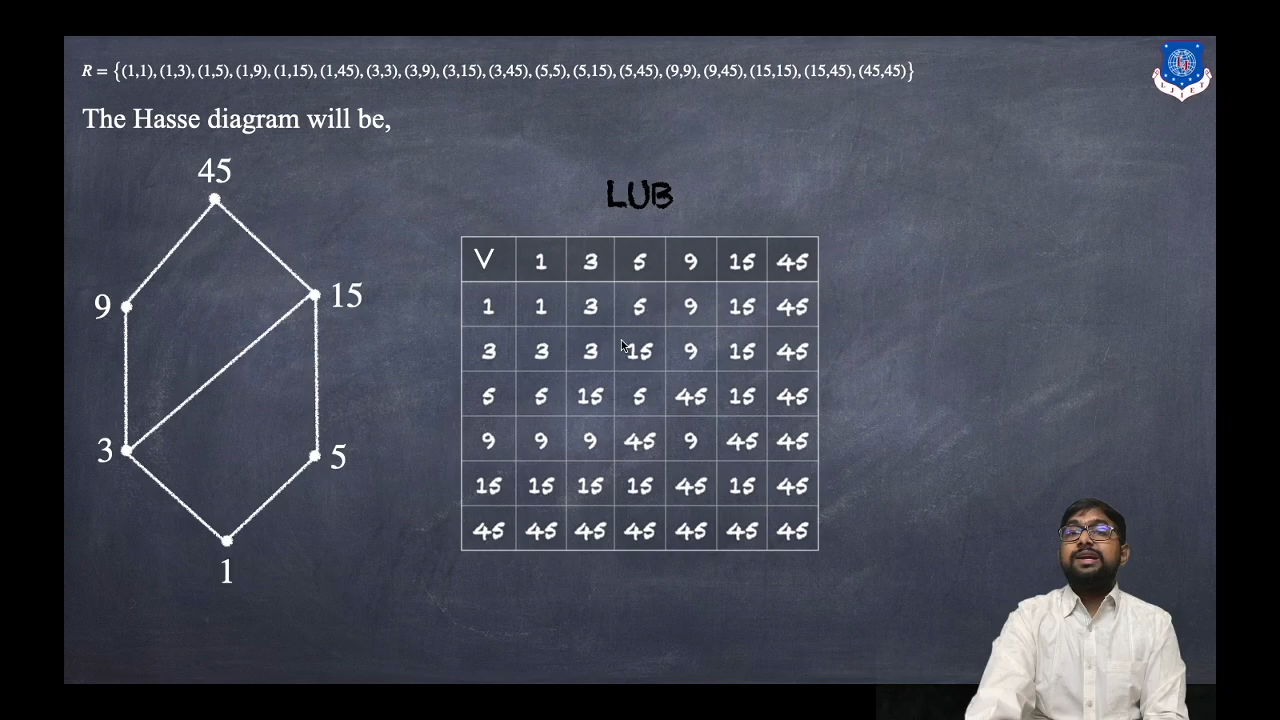 R = {(1,1), (1,3), (1,5), (1,9), (1,15), (1,45), (3,3), (3,9), (3,15), (3,45), (5,5), (5,15), (5,45), (9,9), (9,45), (15,15), (15,45), (45,45)}
The Hasse diagram will be,
45
9
15
3
5
1
LUB
∨ 1 3 5 9 15 45
1 1 3 5 9 15 45
3 3 3 15 9 15 45
5 5 15 5 45 15 45
9 9 9 45 9 45 45
15 15 15 15 45 15 45
45 45 45 45 45 45 45